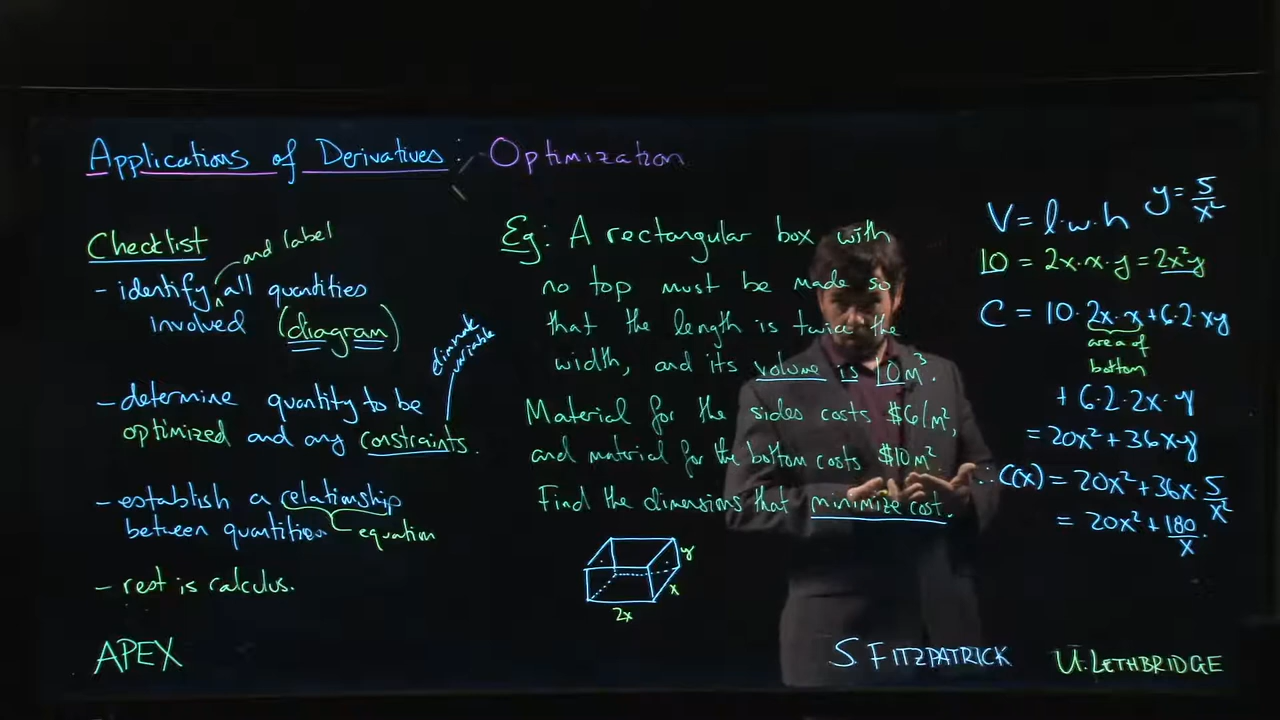 Applications of Derivatives: Optimization
Checklist
and label
- identify all quantities
involved (diagram)
eliminate
variable
- determine quantity to be
optimized and any constraints.
- establish a relationship
between quantities
equation
- rest is calculus.
APEX
Eg: A rectangular box with
no top must be made so
that the length is twice the
width, and its volume is 10m³.
Material for the sides costs $6/m²,
and material for the bottom costs $10m².
Find the dimensions that minimize cost.
y
x
2x
V = l·w·h
y = 5/x²
10 = 2x·x·y = 2x²y
C = 10·2x·x + 6·2·xy
area of
bottom
+ 6·2·2x·y
= 20x² + 36xy
∴ C(x) = 20x² + 36x·5/x²
= 20x² + 180/x.
S. FITZPATRICK
U. LETHBRIDGE